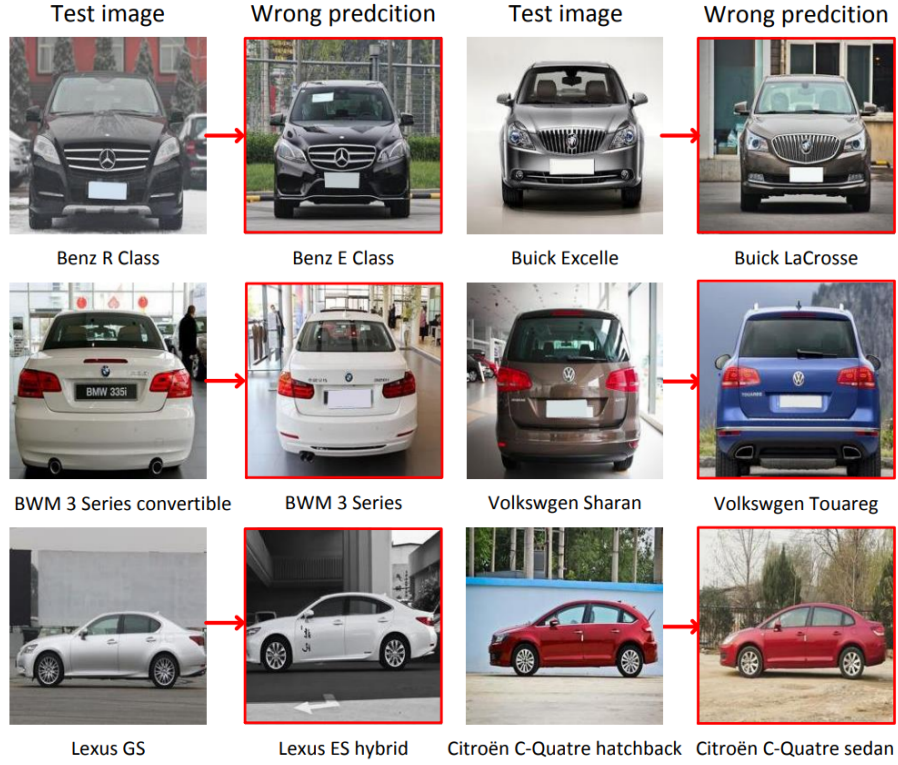 Test image Wrong predcition Test image Wrong predcition
Benz R Class Benz E Class Buick Excelle Buick LaCrosse
BMW 335i
BWM 3 Series convertible BWM 3 Series Volkswgen Sharan Volkswgen Touareg
Lexus GS Lexus ES hybrid Citroën C-Quatre hatchback Citroën C-Quatre sedan